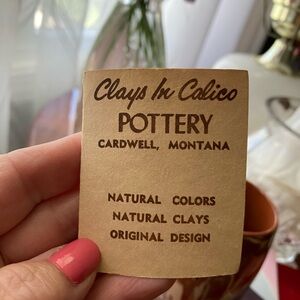 Clays In Calico
POTTERY
CARDWELL, MONTANA
NATURAL COLORS
NATURAL CLAYS
ORIGINAL DESIGN